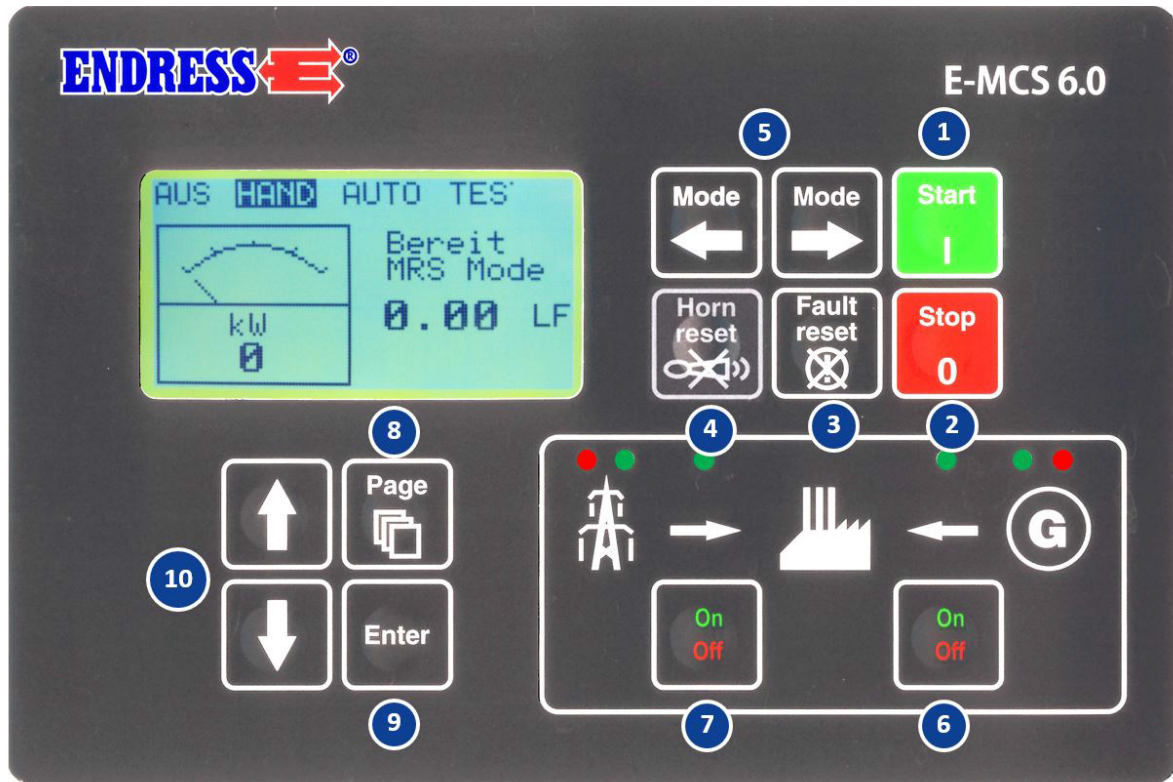 ENDRESS E ®
E-MCS 6.0
5
1
AUS HAND AUTO TES
Mode
Mode
Start
I
Bereit
MRS Mode
0.00 LF
kW
0
Horn
reset
Fault
reset
Stop
0
8
4
3
2
Page
10
Enter
G
On
Off
On
Off
9
7
6